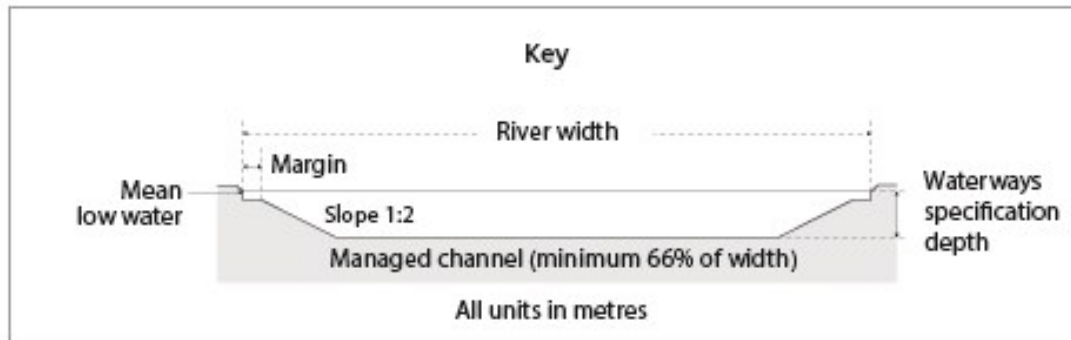 Key
River width
Margin
Mean
low water
Slope 1:2
Waterways
specification
depth
Managed channel (minimum 66% of width)
All units in metres